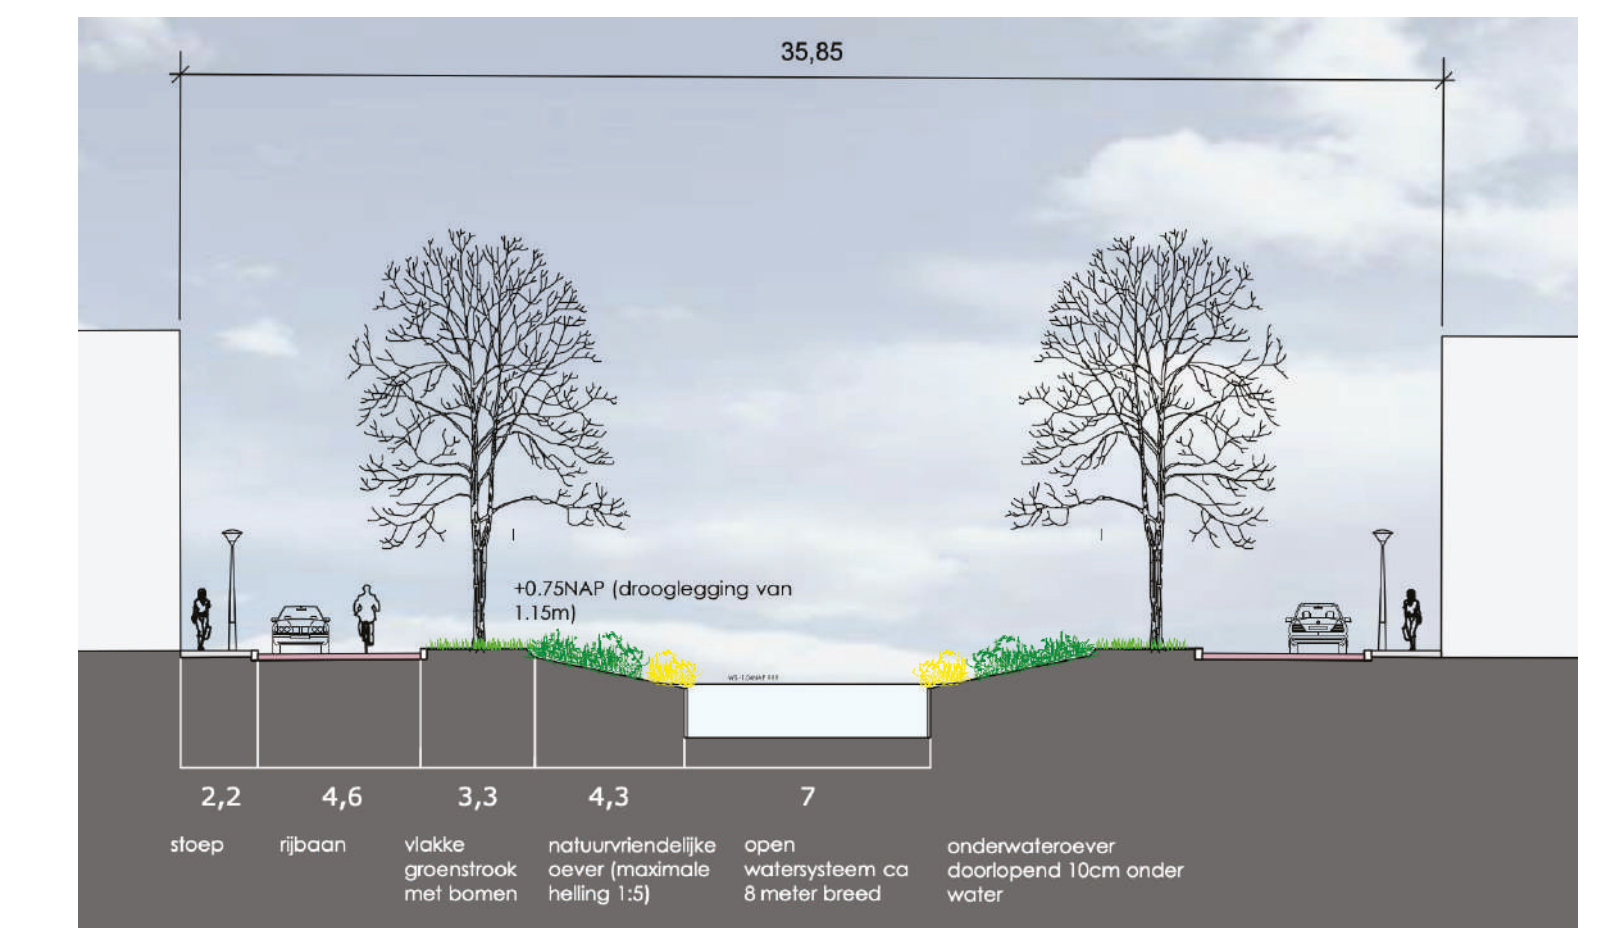 35,85
+0.75NAP (drooglegging van
1.15m)
2,2
4,6
3,3
4,3
7
stoep
rijbaan
vlakke
groenstrook
met bomen
natuurvriendelijke
oever (maximale
helling 1:5)
open
watersysteem ca
8 meter breed
onderwateroever
doorlopend 10cm onder
water